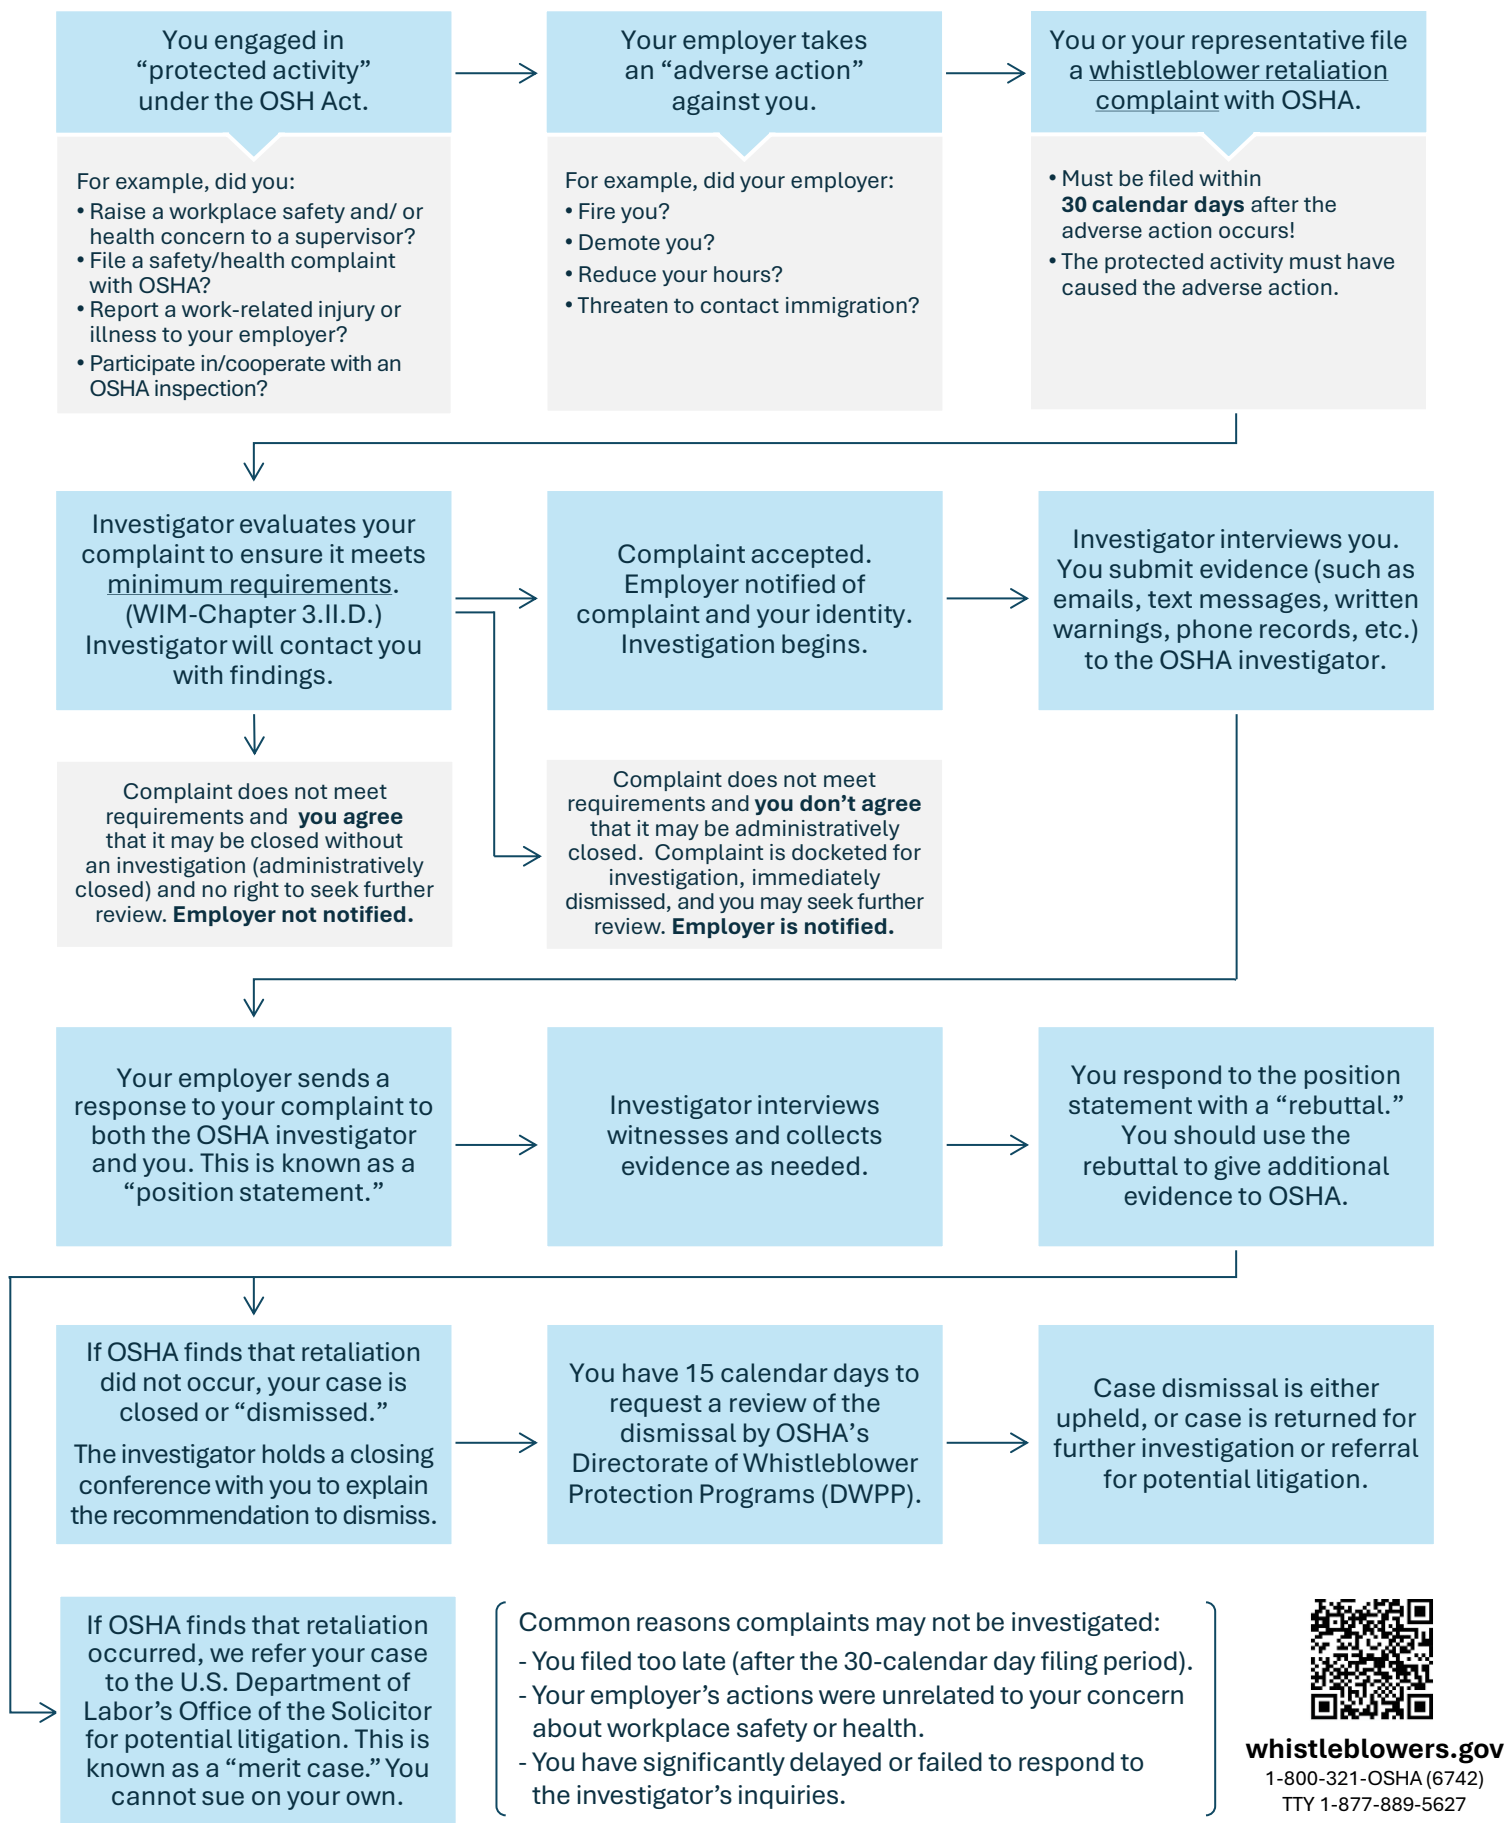 You engaged in
“protected activity”
under the OSH Act.
For example, did you:
• Raise a workplace safety and/ or
health concern to a supervisor?
• File a safety/health complaint
with OSHA?
• Report a work-related injury or
illness to your employer?
• Participate in/cooperate with an
OSHA inspection?
Your employer takes
an “adverse action”
against you.
For example, did your employer:
• Fire you?
• Demote you?
• Reduce your hours?
• Threaten to contact immigration?
You or your representative file
a whistleblower retaliation
complaint with OSHA.
• Must be filed within
30 calendar days after the
adverse action occurs!
• The protected activity must have
caused the adverse action.
Investigator evaluates your
complaint to ensure it meets
minimum requirements.
(WIM-Chapter 3.II.D.)
Investigator will contact you
with findings.
Complaint accepted.
Employer notified of
complaint and your identity.
Investigation begins.
Investigator interviews you.
You submit evidence (such as
emails, text messages, written
warnings, phone records, etc.)
to the OSHA investigator.
Complaint does not meet
requirements and you agree
that it may be closed without
an investigation (administratively
closed) and no right to seek further
review. Employer not notified.
Complaint does not meet
requirements and you don’t agree
that it may be administratively
closed. Complaint is docketed for
investigation, immediately
dismissed, and you may seek further
review. Employer is notified.
Your employer sends a
response to your complaint to
both the OSHA investigator
and you. This is known as a
“position statement.”
Investigator interviews
witnesses and collects
evidence as needed.
You respond to the position
statement with a “rebuttal.”
You should use the
rebuttal to give additional
evidence to OSHA.
If OSHA finds that retaliation
did not occur, your case is
closed or “dismissed.”
The investigator holds a closing
conference with you to explain
the recommendation to dismiss.
You have 15 calendar days to
request a review of the
dismissal by OSHA’s
Directorate of Whistleblower
Protection Programs (DWPP).
Case dismissal is either
upheld, or case is returned for
further investigation or referral
for potential litigation.
If OSHA finds that retaliation
occurred, we refer your case
to the U.S. Department of
Labor’s Office of the Solicitor
for potential litigation. This is
known as a “merit case.” You
cannot sue on your own.
Common reasons complaints may not be investigated:
- You filed too late (after the 30-calendar day filing period).
- Your employer’s actions were unrelated to your concern
about workplace safety or health.
- You have significantly delayed or failed to respond to
the investigator’s inquiries.
whistleblowers.gov
1-800-321-OSHA (6742)
TTY 1-877-889-5627